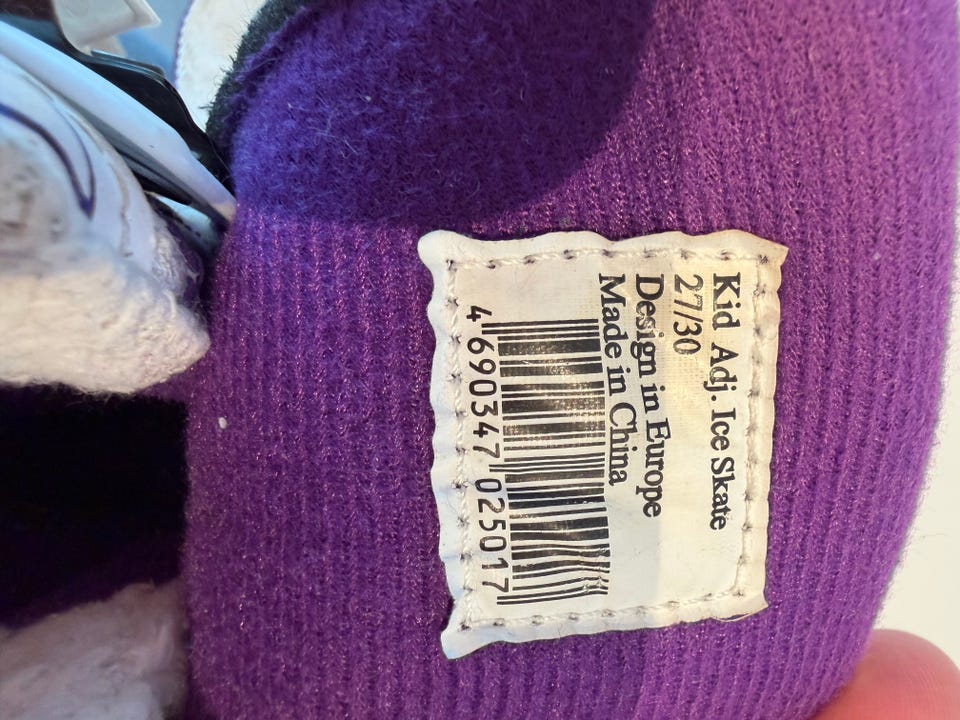 Kid Adj. Ice Skate
27/30
Design in Europe
Made in China
4 690347 025017